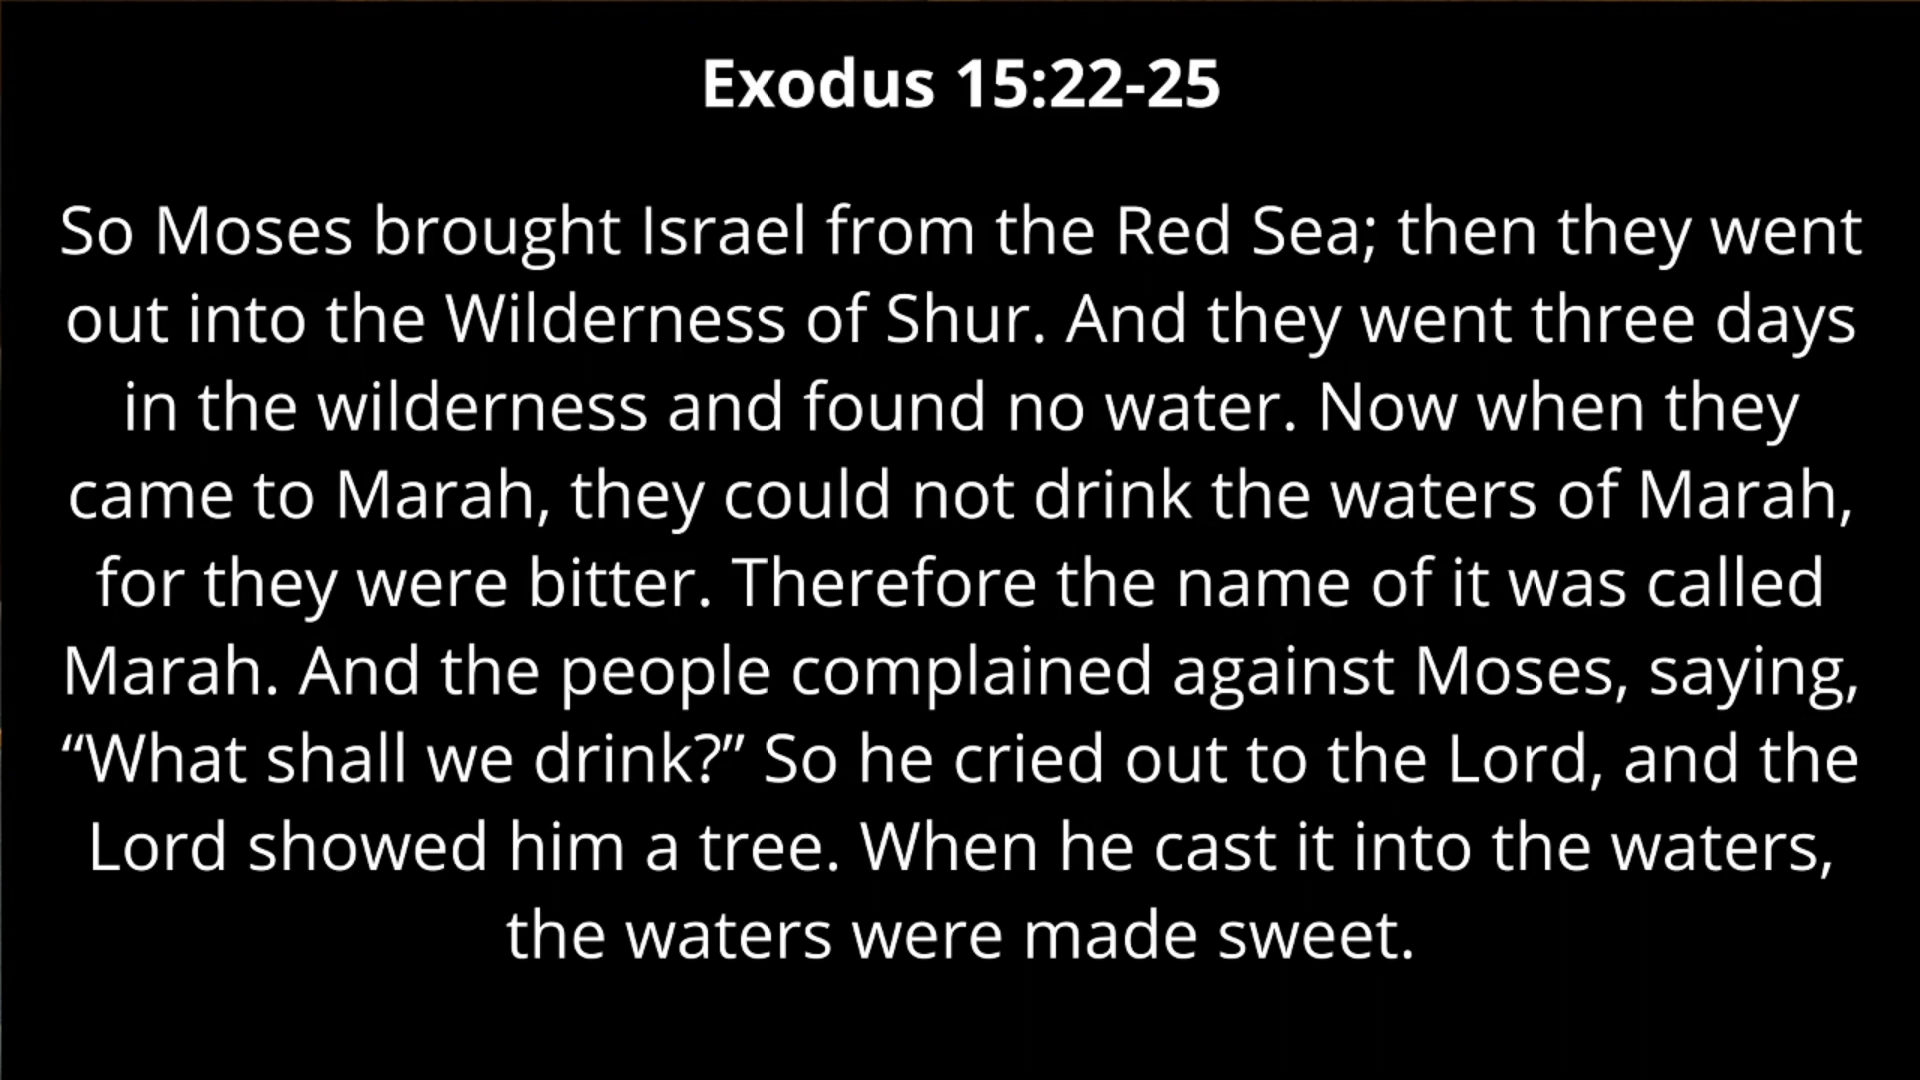 Exodus 15:22-25
So Moses brought Israel from the Red Sea; then they went
out into the Wilderness of Shur. And they went three days
in the wilderness and found no water. Now when they
came to Marah, they could not drink the waters of Marah,
for they were bitter. Therefore the name of it was called
Marah. And the people complained against Moses, saying,
“What shall we drink?” So he cried out to the Lord, and the
Lord showed him a tree. When he cast it into the waters,
the waters were made sweet.